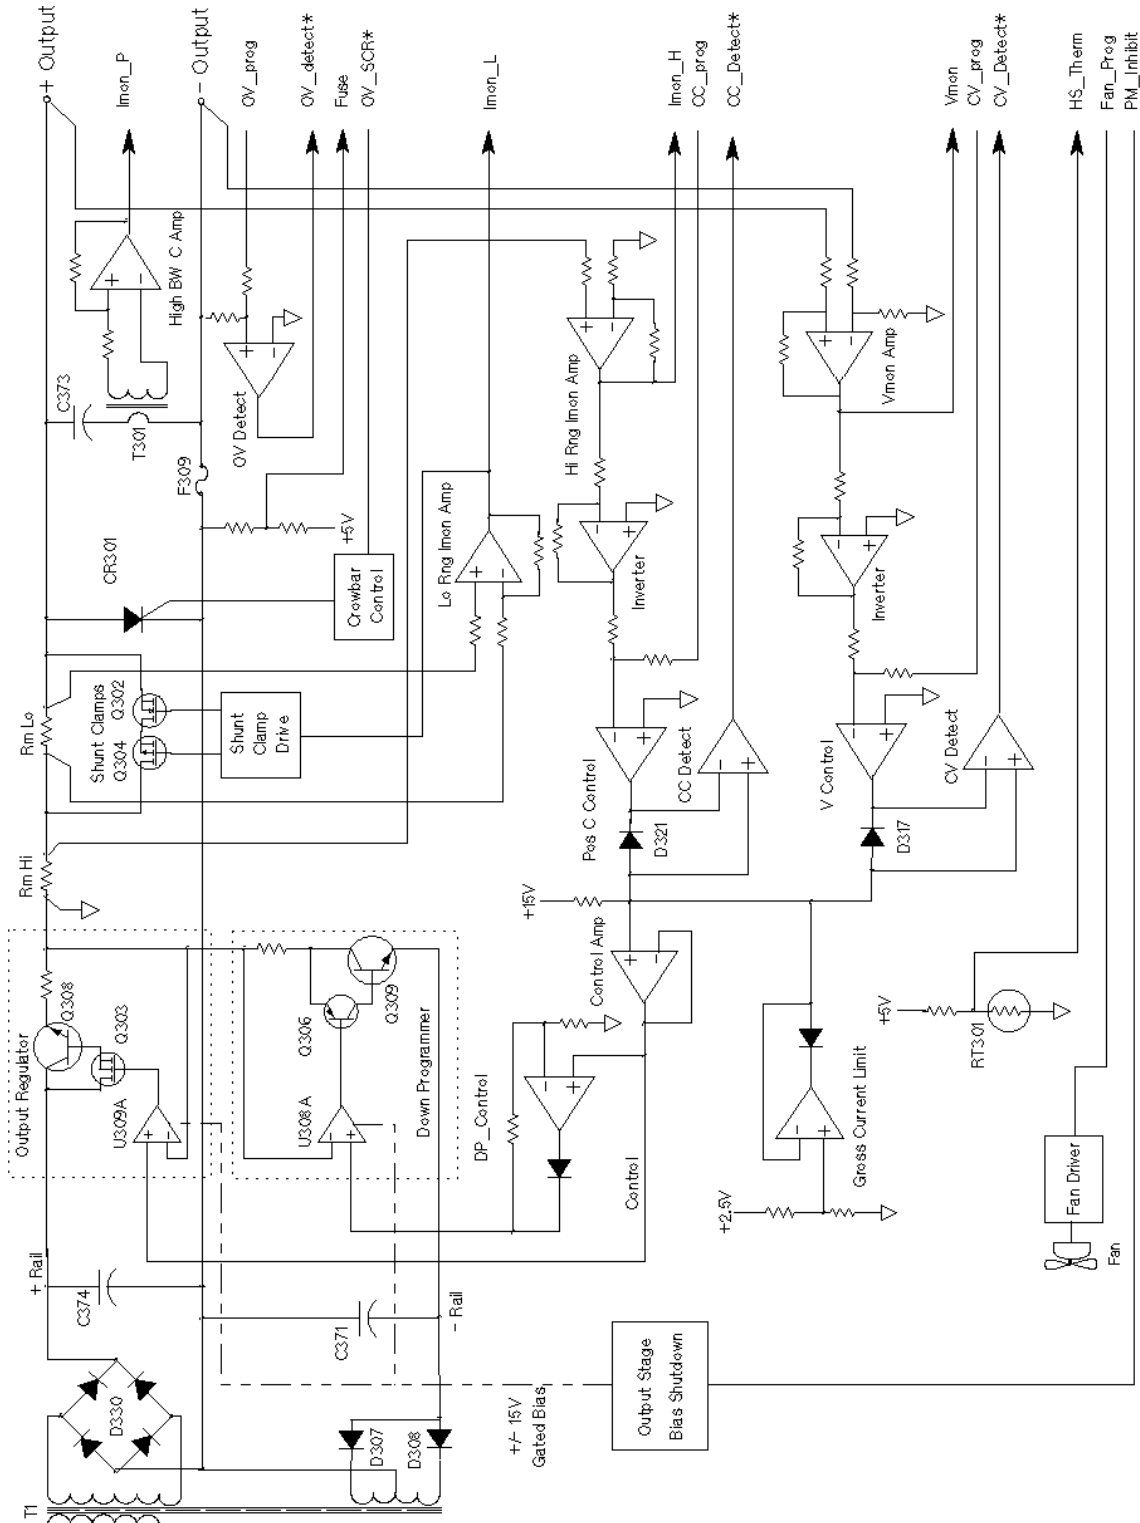 + Output
Imon_P
- Output
OV_prog
OV_detect*
Fuse
OV_SCR*
Imon_L
Imon_H
CC_prog
CC_Detect*
Vmon
CV_prog
CV_Detect*
HS_Therm
Fan_Prog
PM_Inhibit
+
-
High BW C Amp
C373
T301
F309
+
-
OV Detect
+5V
CR301
Crowbar
Control
+
-
Lo Rng Imon Amp
+
-
Hi Rng Imon Amp
-
+
Inverter
+
-
Vmon Amp
-
+
Inverter
Rm Lo
Shunt Clamps
Q304
Q302
Shunt
Clamp
Drive
Rm Hi
-
+
Pos C Control
CC Detect
-
+
D321
-
+
V Control
CV Detect
-
+
D317
+15V
+
-
Control Amp
Output Regulator
Q308
Q303
U309A
+
-
Q306
Q309
U308A
-
+
Down Programmer
DP_Control
-
+
Control
Gross Current Limit
-
+
+2.5V
+5V
RT301
Fan Driver
Fan
+ Rail
C374
C371
- Rail
D330
D307
D308
T1
+/- 15V
Gated Bias
Output Stage
Bias Shutdown